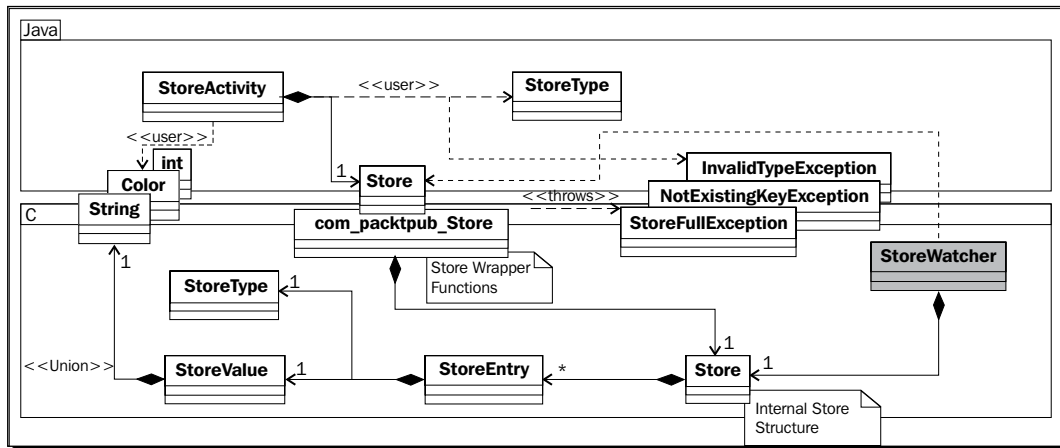 Java
StoreActivity
<<user>>
StoreType
<<user>>
int
Color
String
1
Store
InvalidTypeException
<<throws>>
NotExistingKeyException
StoreFullException
C
com_packtpub_Store
Store Wrapper
Functions
StoreWatcher
1
StoreType
1
<<Union>>
StoreValue
1
StoreEntry
*
1
Store
1
Internal Store
Structure